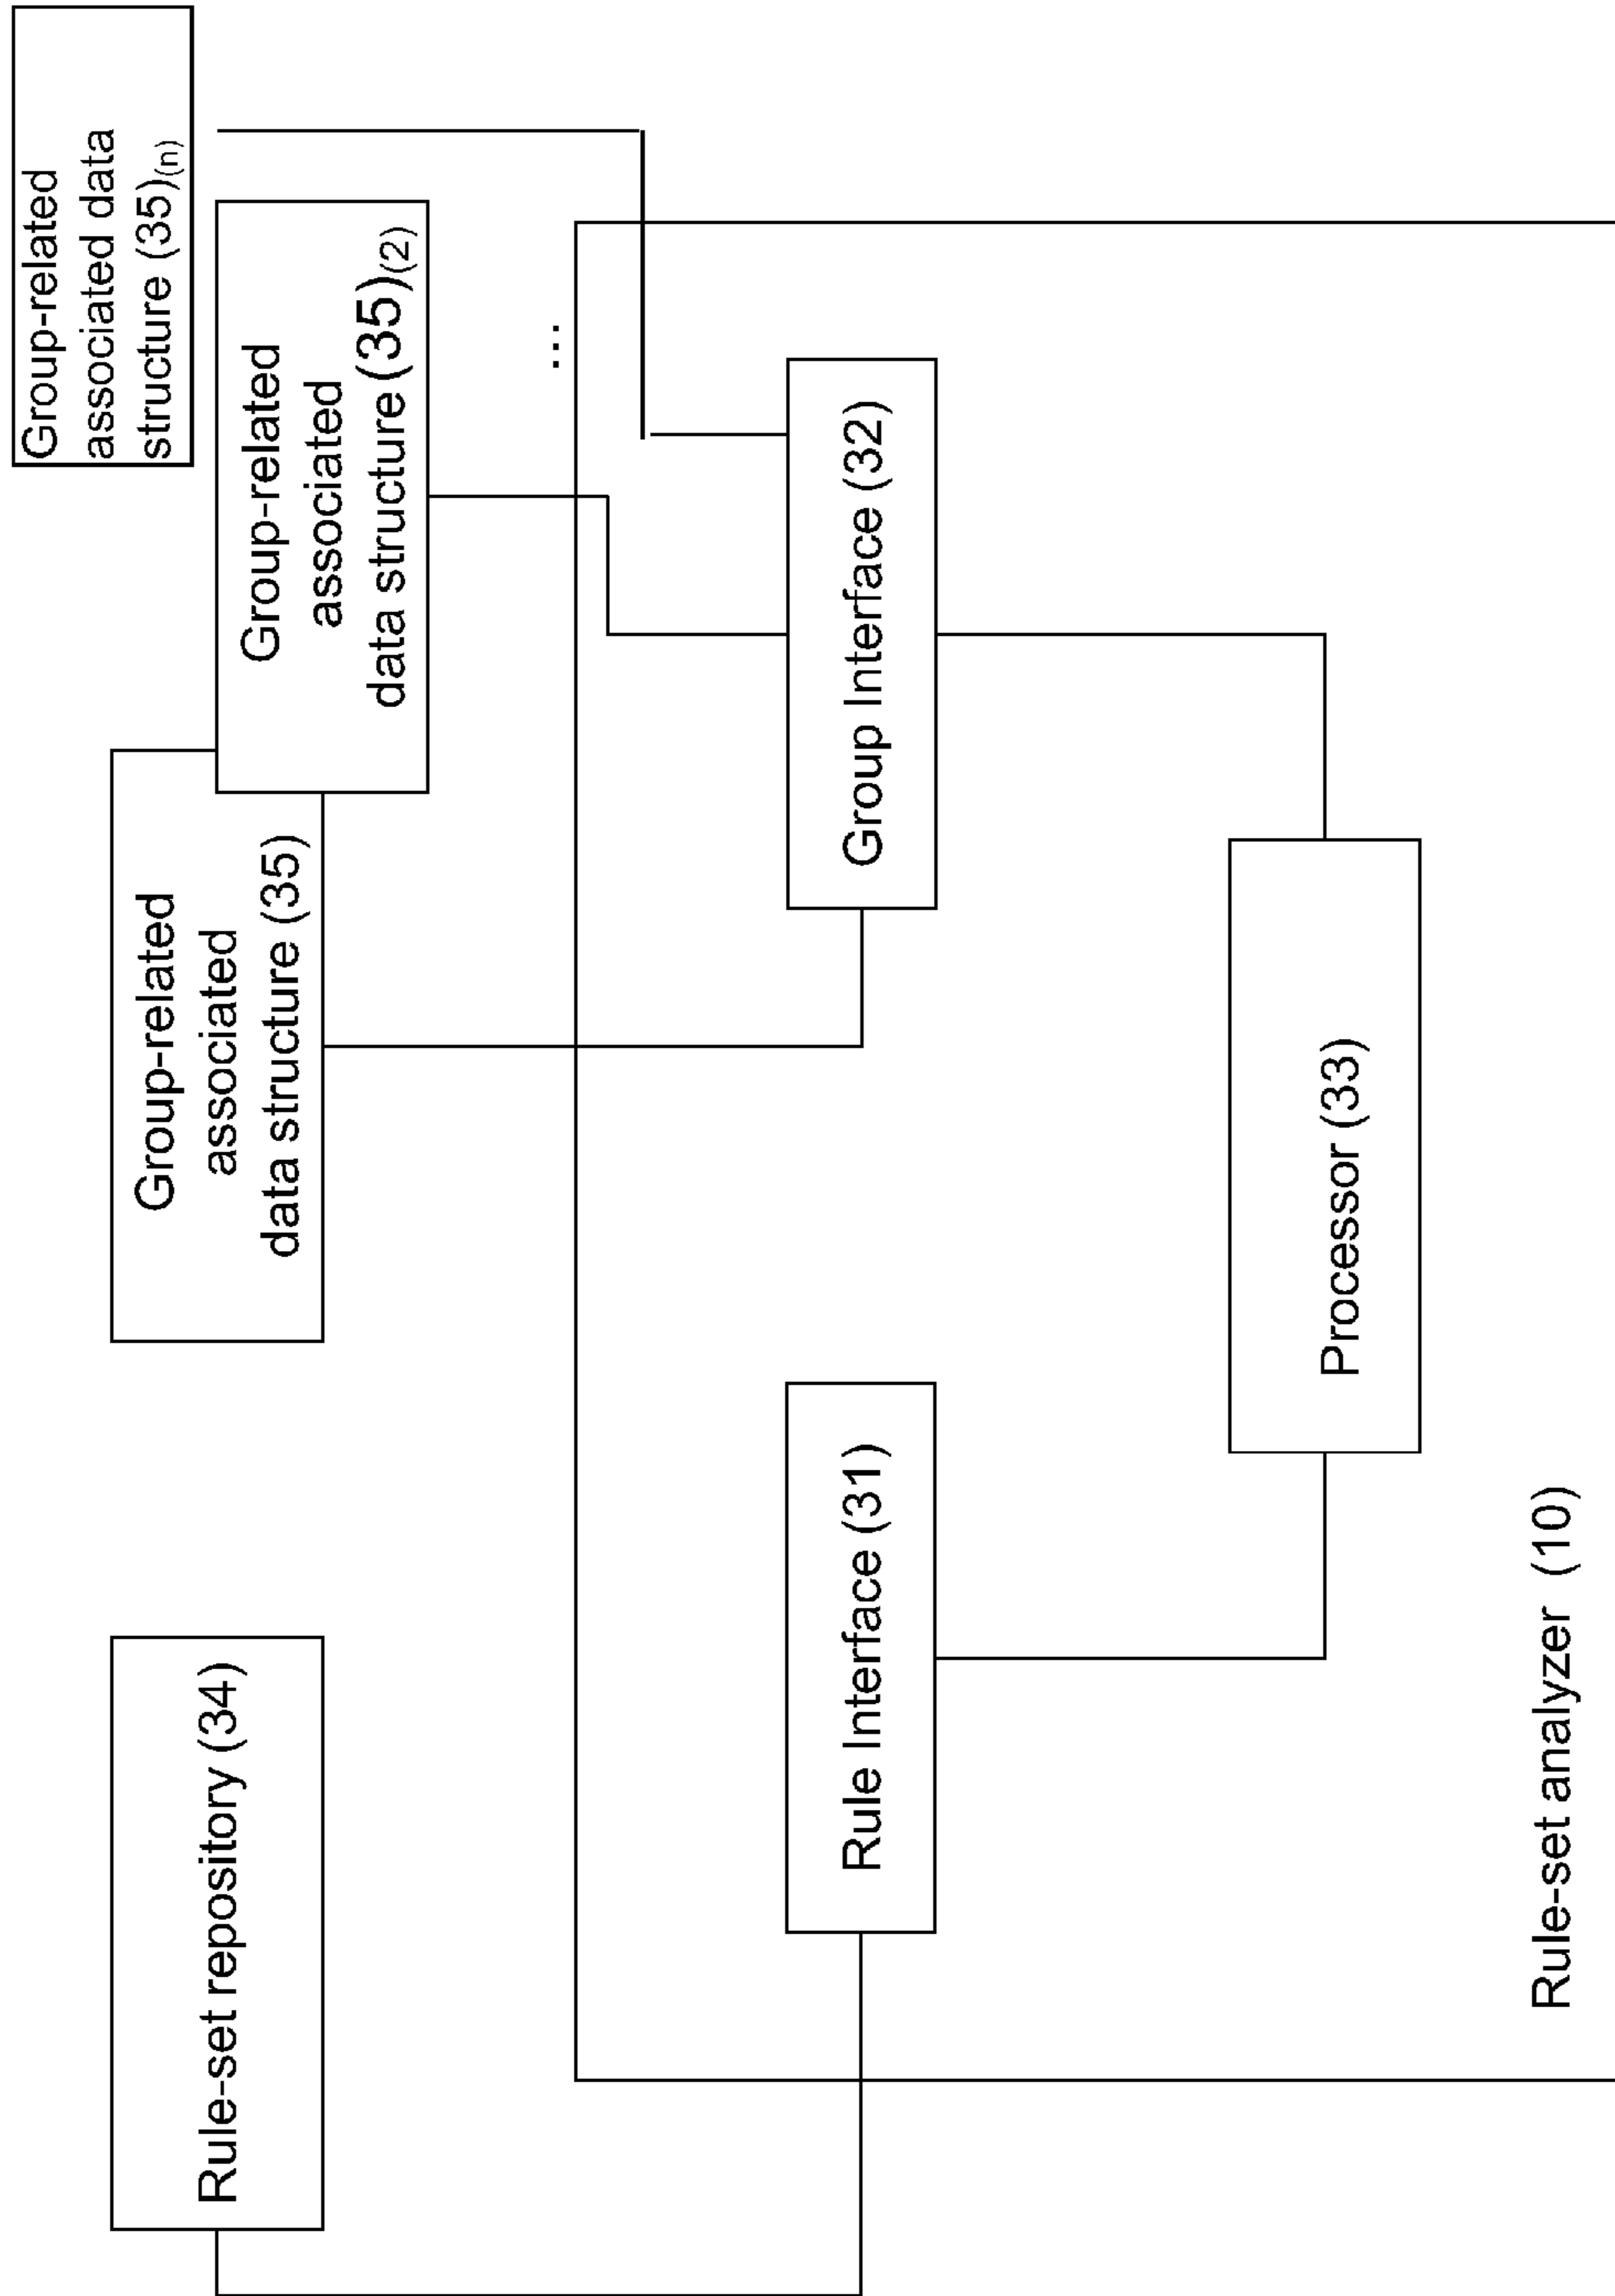 Group-related
associated data
structure (35)(n)
Group-related
associated
data structure (35)(2)
Group-related
associated
data structure (35)
Rule-set repository (34)
...
Rule Interface (31)
Group Interface (32)
Processor (33)
Rule-set analyzer (10)